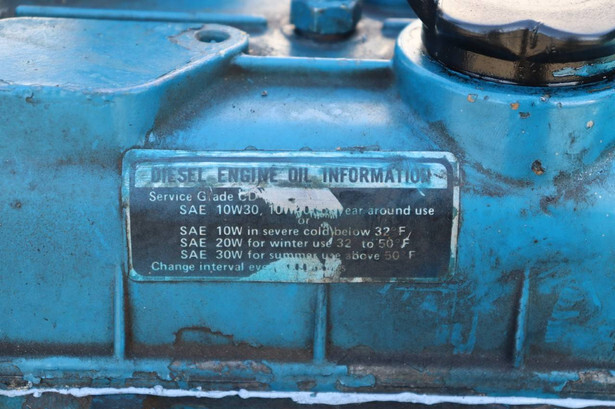 DIESEL ENGINE OIL INFORMATION
Service Grade CD
SAE 10W30, year around use
or
SAE 10W in severe cold below 32°F,
SAE 20W for winter use 32 to 50°F
SAE 30W for summer use above 50°F
Change interval